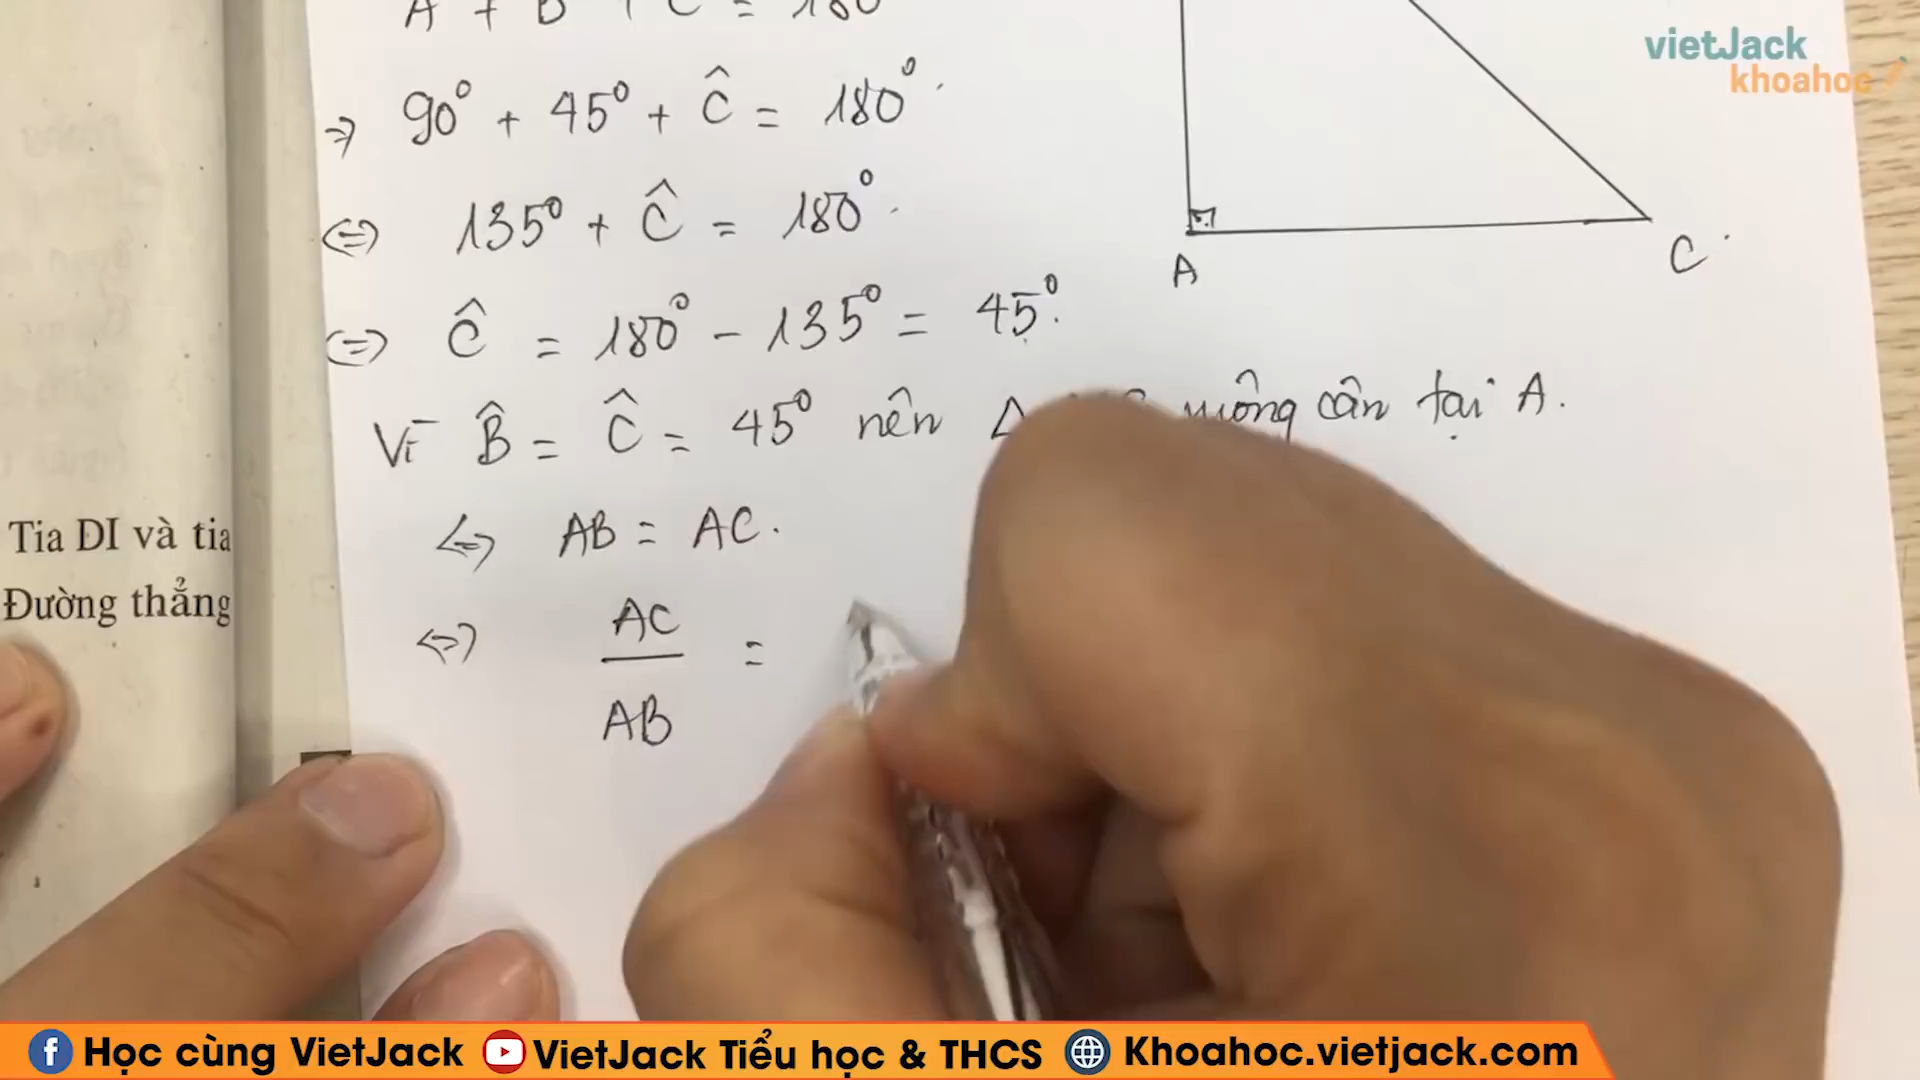 A + B + C = 180
⇒ 90° + 45° + Ĉ = 180°.
⇔ 135° + Ĉ = 180°.
⇔ Ĉ = 180° - 135° = 45°.
Vì B̂ = Ĉ = 45° nên Δ vuông cân tại A.
⇔ AB = AC.
⇔ AC/AB =
A
C
Tia DI và tia
Đường thẳng
vietJack
khoahoc
Học cùng VietJack
VietJack Tiểu học & THCS
Khoahoc.vietjack.com